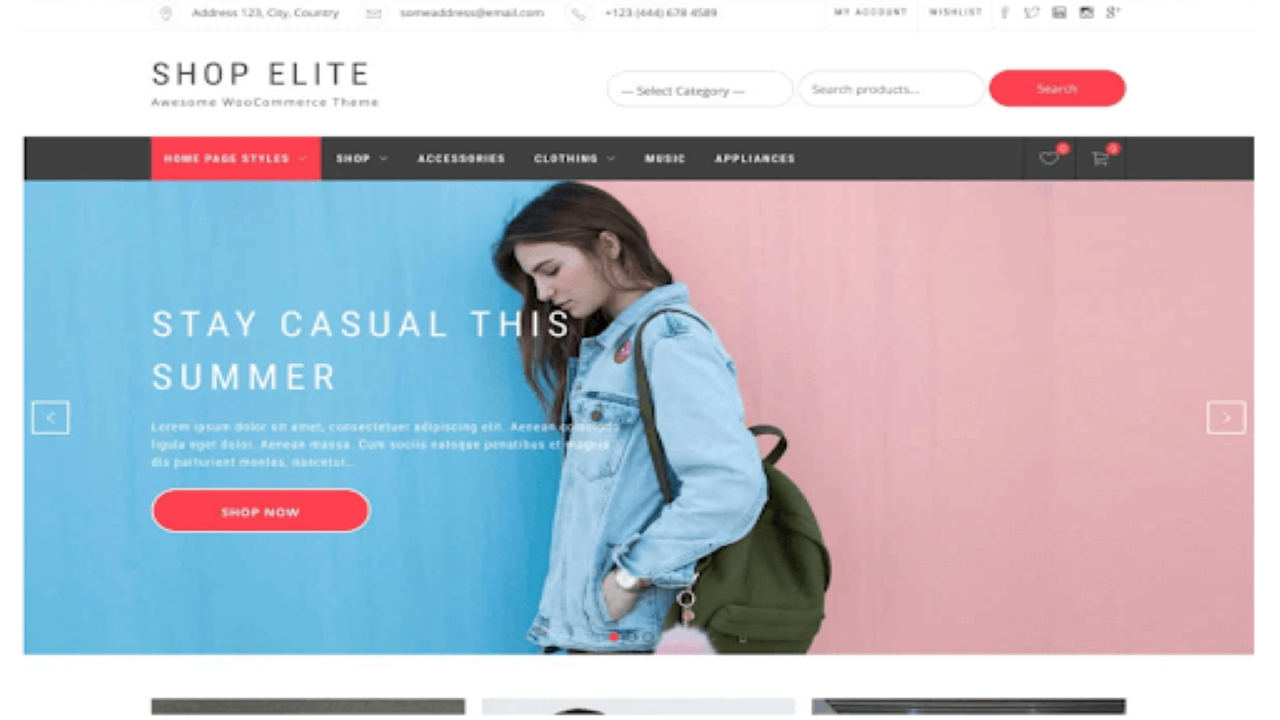 Address 123, City, Country
someaddress@email.com
+123 (444) 678 4589
MY ACCOUNT
WISHLIST
SHOP ELITE
Awesome WooCommerce Theme
— Select Category —
Search products...
Search
HOME PAGE STYLES
SHOP
ACCESSORIES
CLOTHING
MUSIC
APPLIANCES
0
0
STAY CASUAL THIS
SUMMER
Lorem ipsum dolor sit amet, consectetuer adipiscing elit. Aenean commodo
ligula eget dolor. Aenean massa. Cum sociis natoque penatibus et magnis
dis parturient montes, nascetur...
SHOP NOW